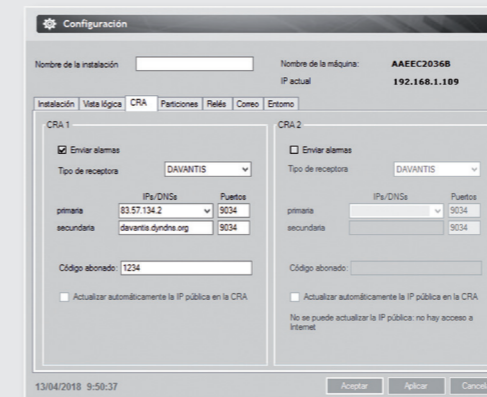 Configuración
Nombre de la instalación
Nombre de la máquina: AAEEC2036B
IP actual 192.168.1.109
Instalación Vista lógica CRA Particiones Relés Correo Entorno
CRA 1
Enviar alarmas
Tipo de receptora DAVANTIS
IPs/DNSs Puertos
primaria 83.57.134.2 9034
secundaria davantis.dyndns.org 9034
Código abonado: 1234
Actualizar automáticamente la IP pública en la CRA
CRA 2
Enviar alarmas
Tipo de receptora DAVANTIS
IPs/DNSs Puertos
primaria 9034
secundaria 9034
Código abonado:
Actualizar automáticamente la IP pública en la CRA
No se puede actualizar la IP pública: no hay acceso a
Internet
13/04/2018 9:50:37
Aceptar Aplicar Cancel